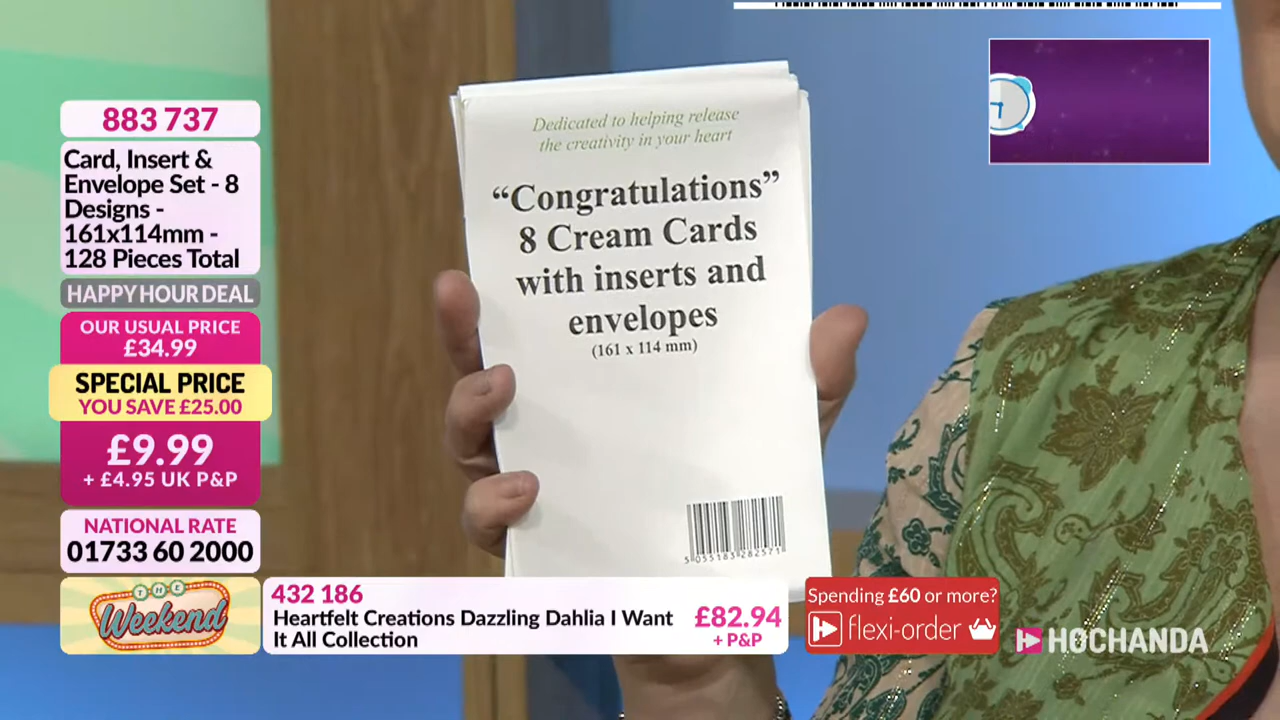 883 737
Card, Insert &
Envelope Set - 8
Designs -
161x114mm -
128 Pieces Total
HAPPY HOUR DEAL
OUR USUAL PRICE
£34.99
SPECIAL PRICE
YOU SAVE £25.00
£9.99
+ £4.95 UK P&P
NATIONAL RATE
01733 60 2000
THE
Weekend
432 186
Heartfelt Creations Dazzling Dahlia I Want
It All Collection
£82.94
+ P&P
Spending £60 or more?
flexi-order
HOCHANDA
Dedicated to helping release
the creativity in your heart
“Congratulations”
8 Cream Cards
with inserts and
envelopes
(161 x 114 mm)
5 055183 282571